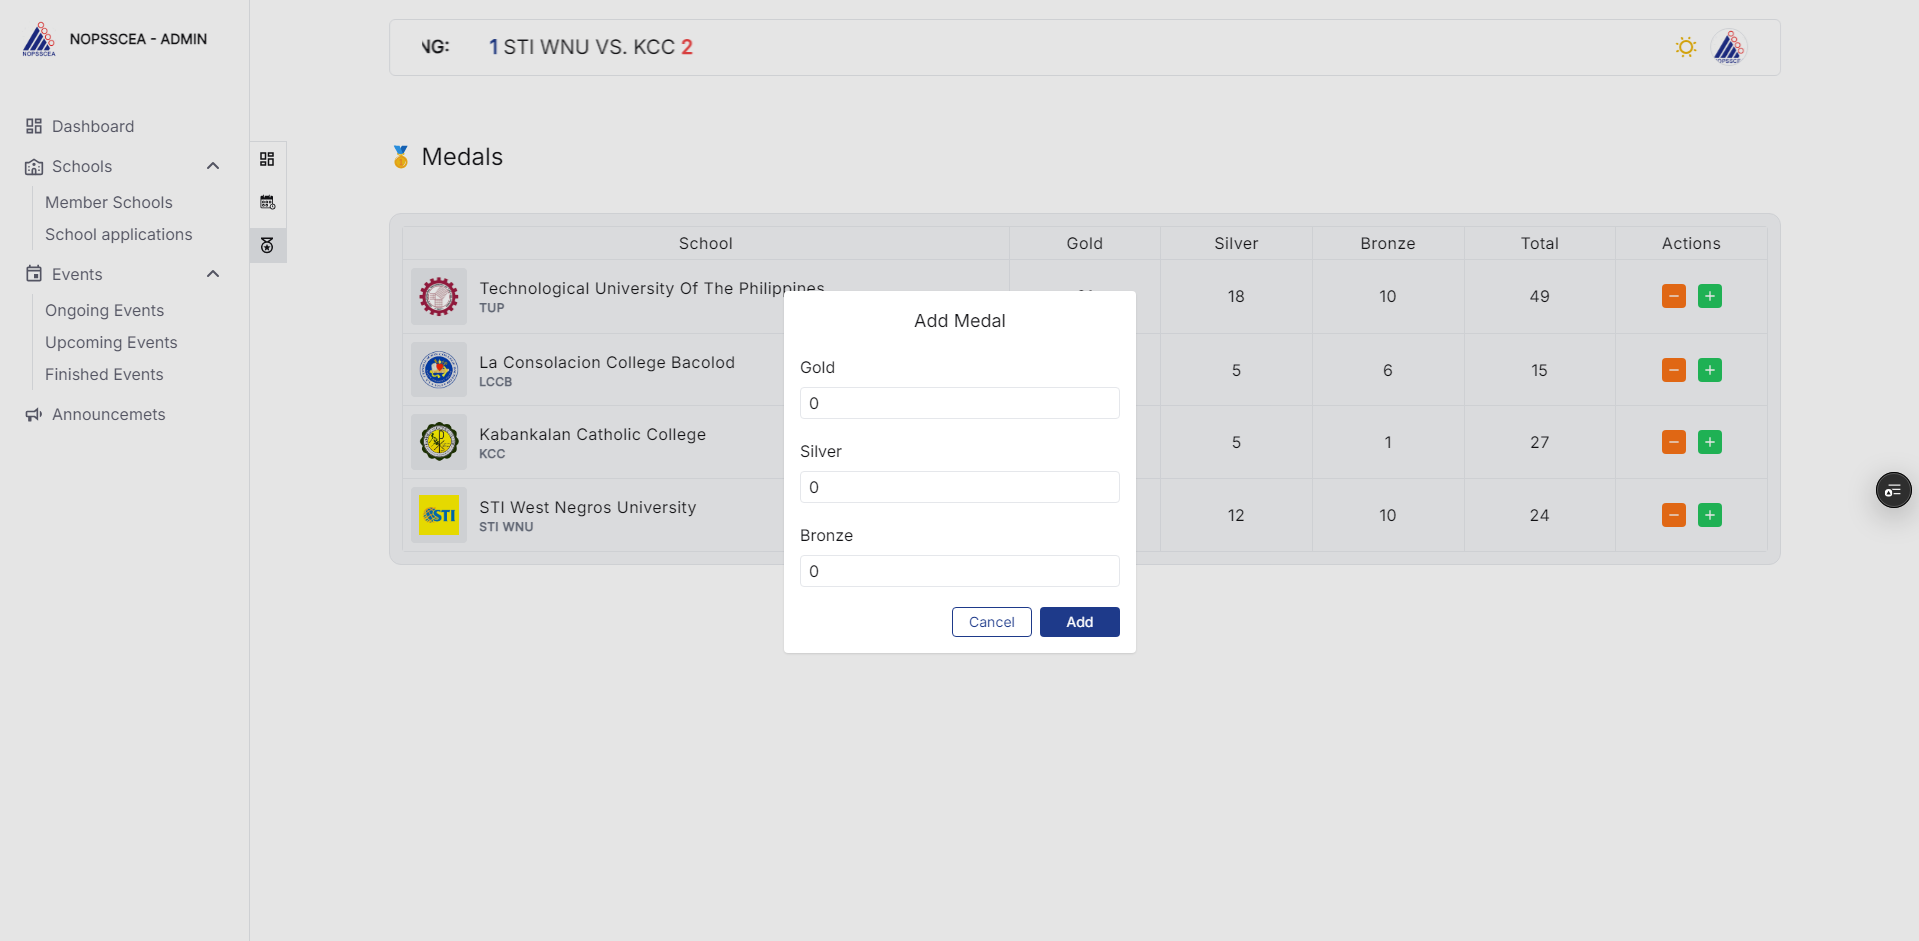 NOPSSCEA
NOPSSCEA - ADMIN
NG: 1 STI WNU VS. KCC 2
Dashboard
Schools
Member Schools
School applications
Events
Ongoing Events
Upcoming Events
Finished Events
Announcemets
Medals
School Gold Silver Bronze Total Actions
Technological University Of The Philippines
TUP
18 10 49
La Consolacion College Bacolod
LCCB
5 6 15
Kabankalan Catholic College
KCC
5 1 27
STI
STI West Negros University
STI WNU
12 10 24
Add Medal
Gold
0
Silver
0
Bronze
0
Cancel Add